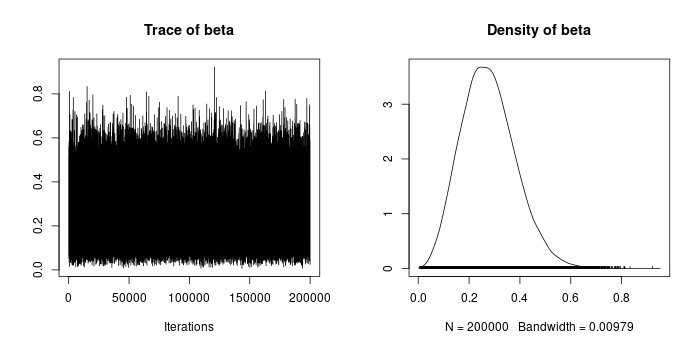 Trace of beta
0.8
0.6
0.4
0.2
0.0
0 50000 100000 150000 200000
Iterations
Density of beta
3
2
1
0
0.0 0.2 0.4 0.6 0.8
N = 200000 Bandwidth = 0.00979